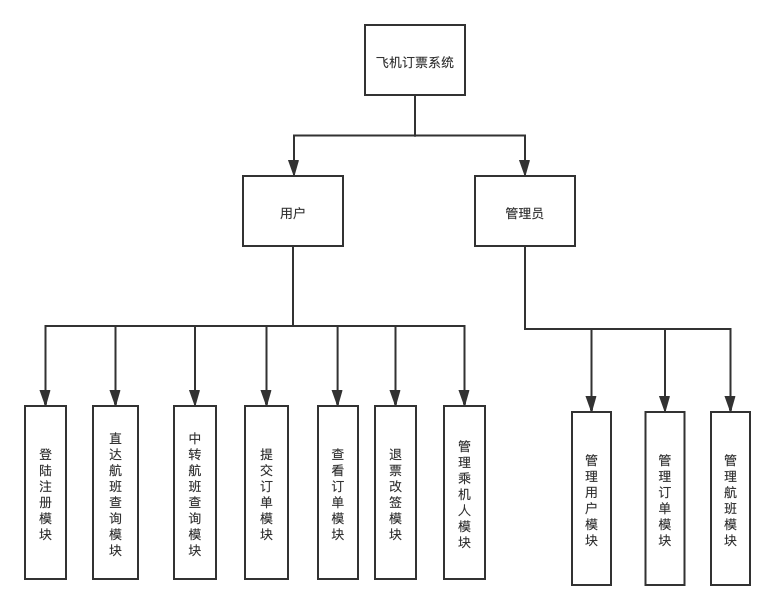 飞机订票系统
用户
管理员
登陆注册模块
直达航班查询模块
中转航班查询模块
提交订单模块
查看订单模块
退票改签模块
管理乘机人模块
管理用户模块
管理订单模块
管理航班模块